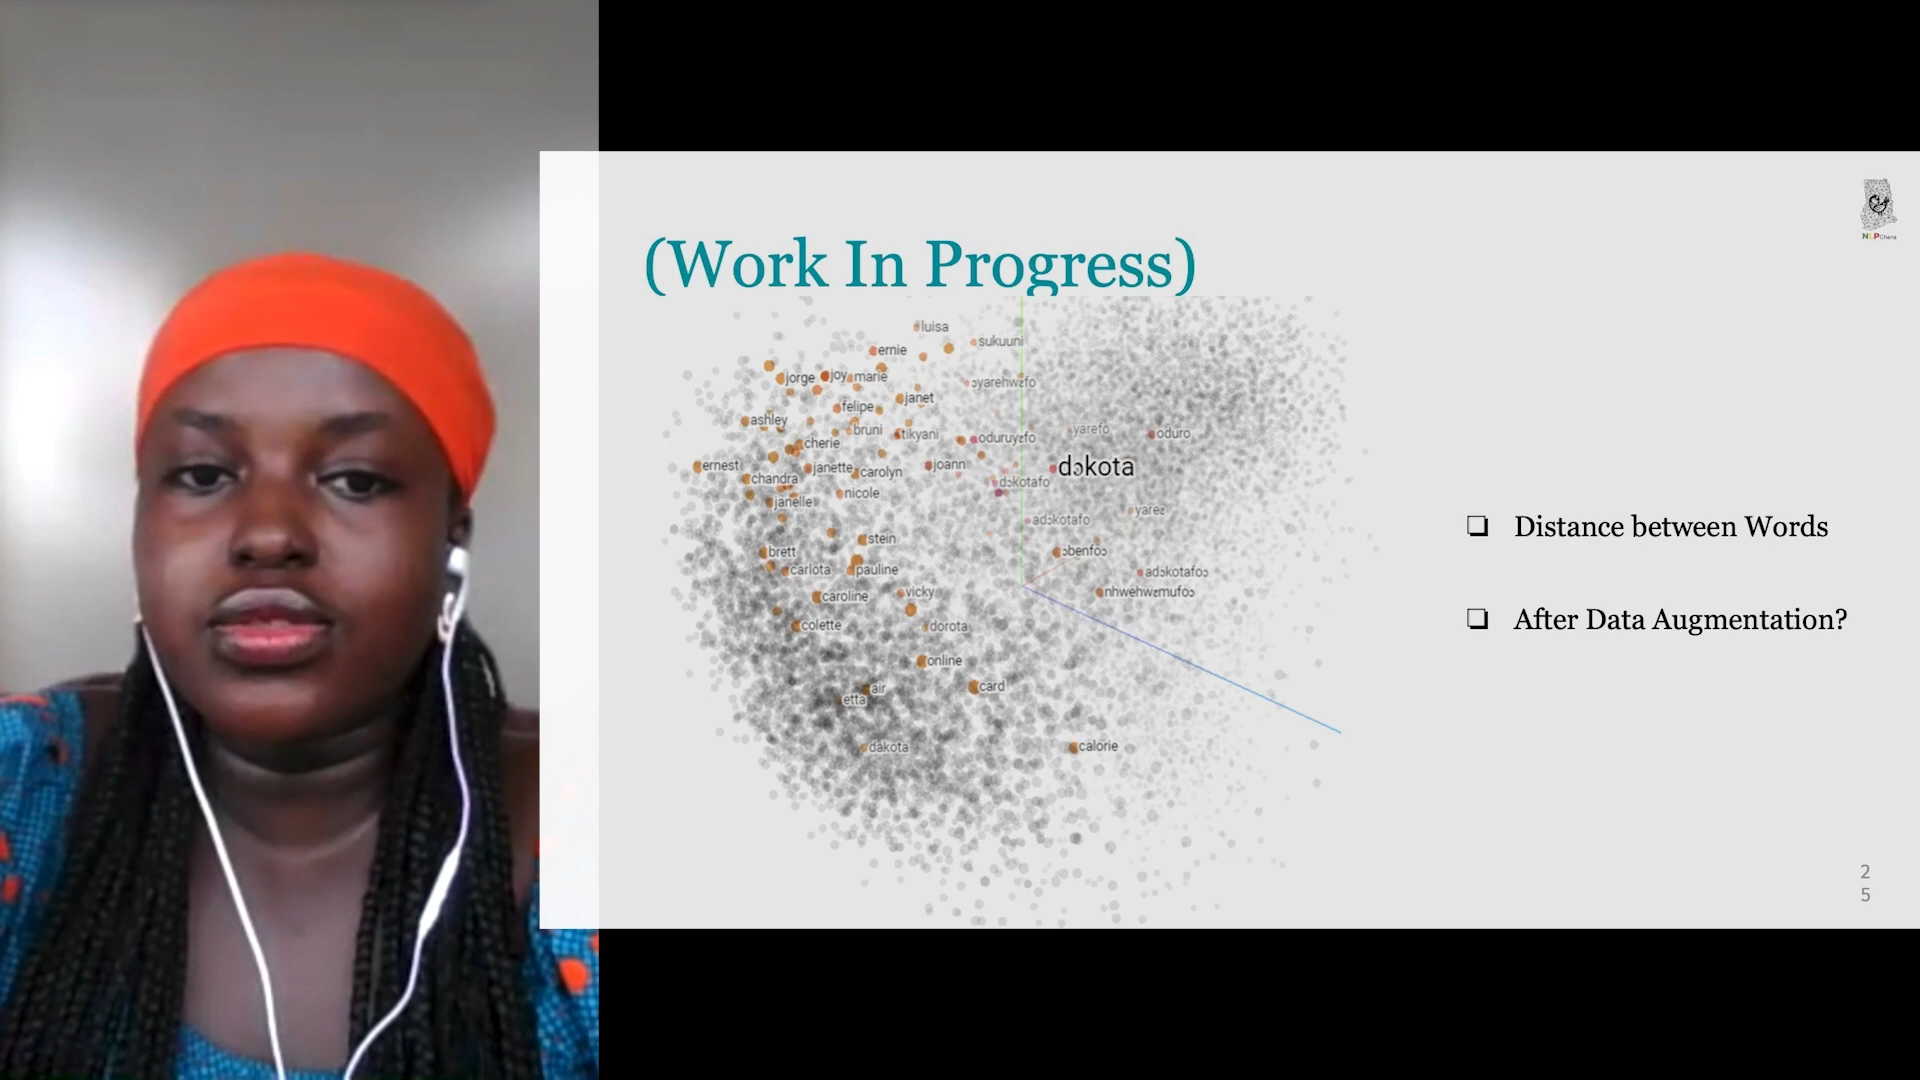 (Work In Progress)
NLPGhana
luisa
sukuuni
ernie
jorge
joy
marie
ɔyarehwɛfo
janet
felipe
ashley
bruni
tikyani
oduruyɛfo
yarefo
oduro
cherie
ernest
janette
carolyn
joann
dɔkota
chandra
dɔkotafo
nicole
janelle
yarez
adɔkotafo
stein
brett
ɔbenfoɔ
carlota
pauline
adɔkotafoɔ
caroline
vicky
nhwehwɛmufoɔ
colette
dorota
online
air
etta
card
dakota
calorie
❏ Distance between Words
❏ After Data Augmentation?
2
5